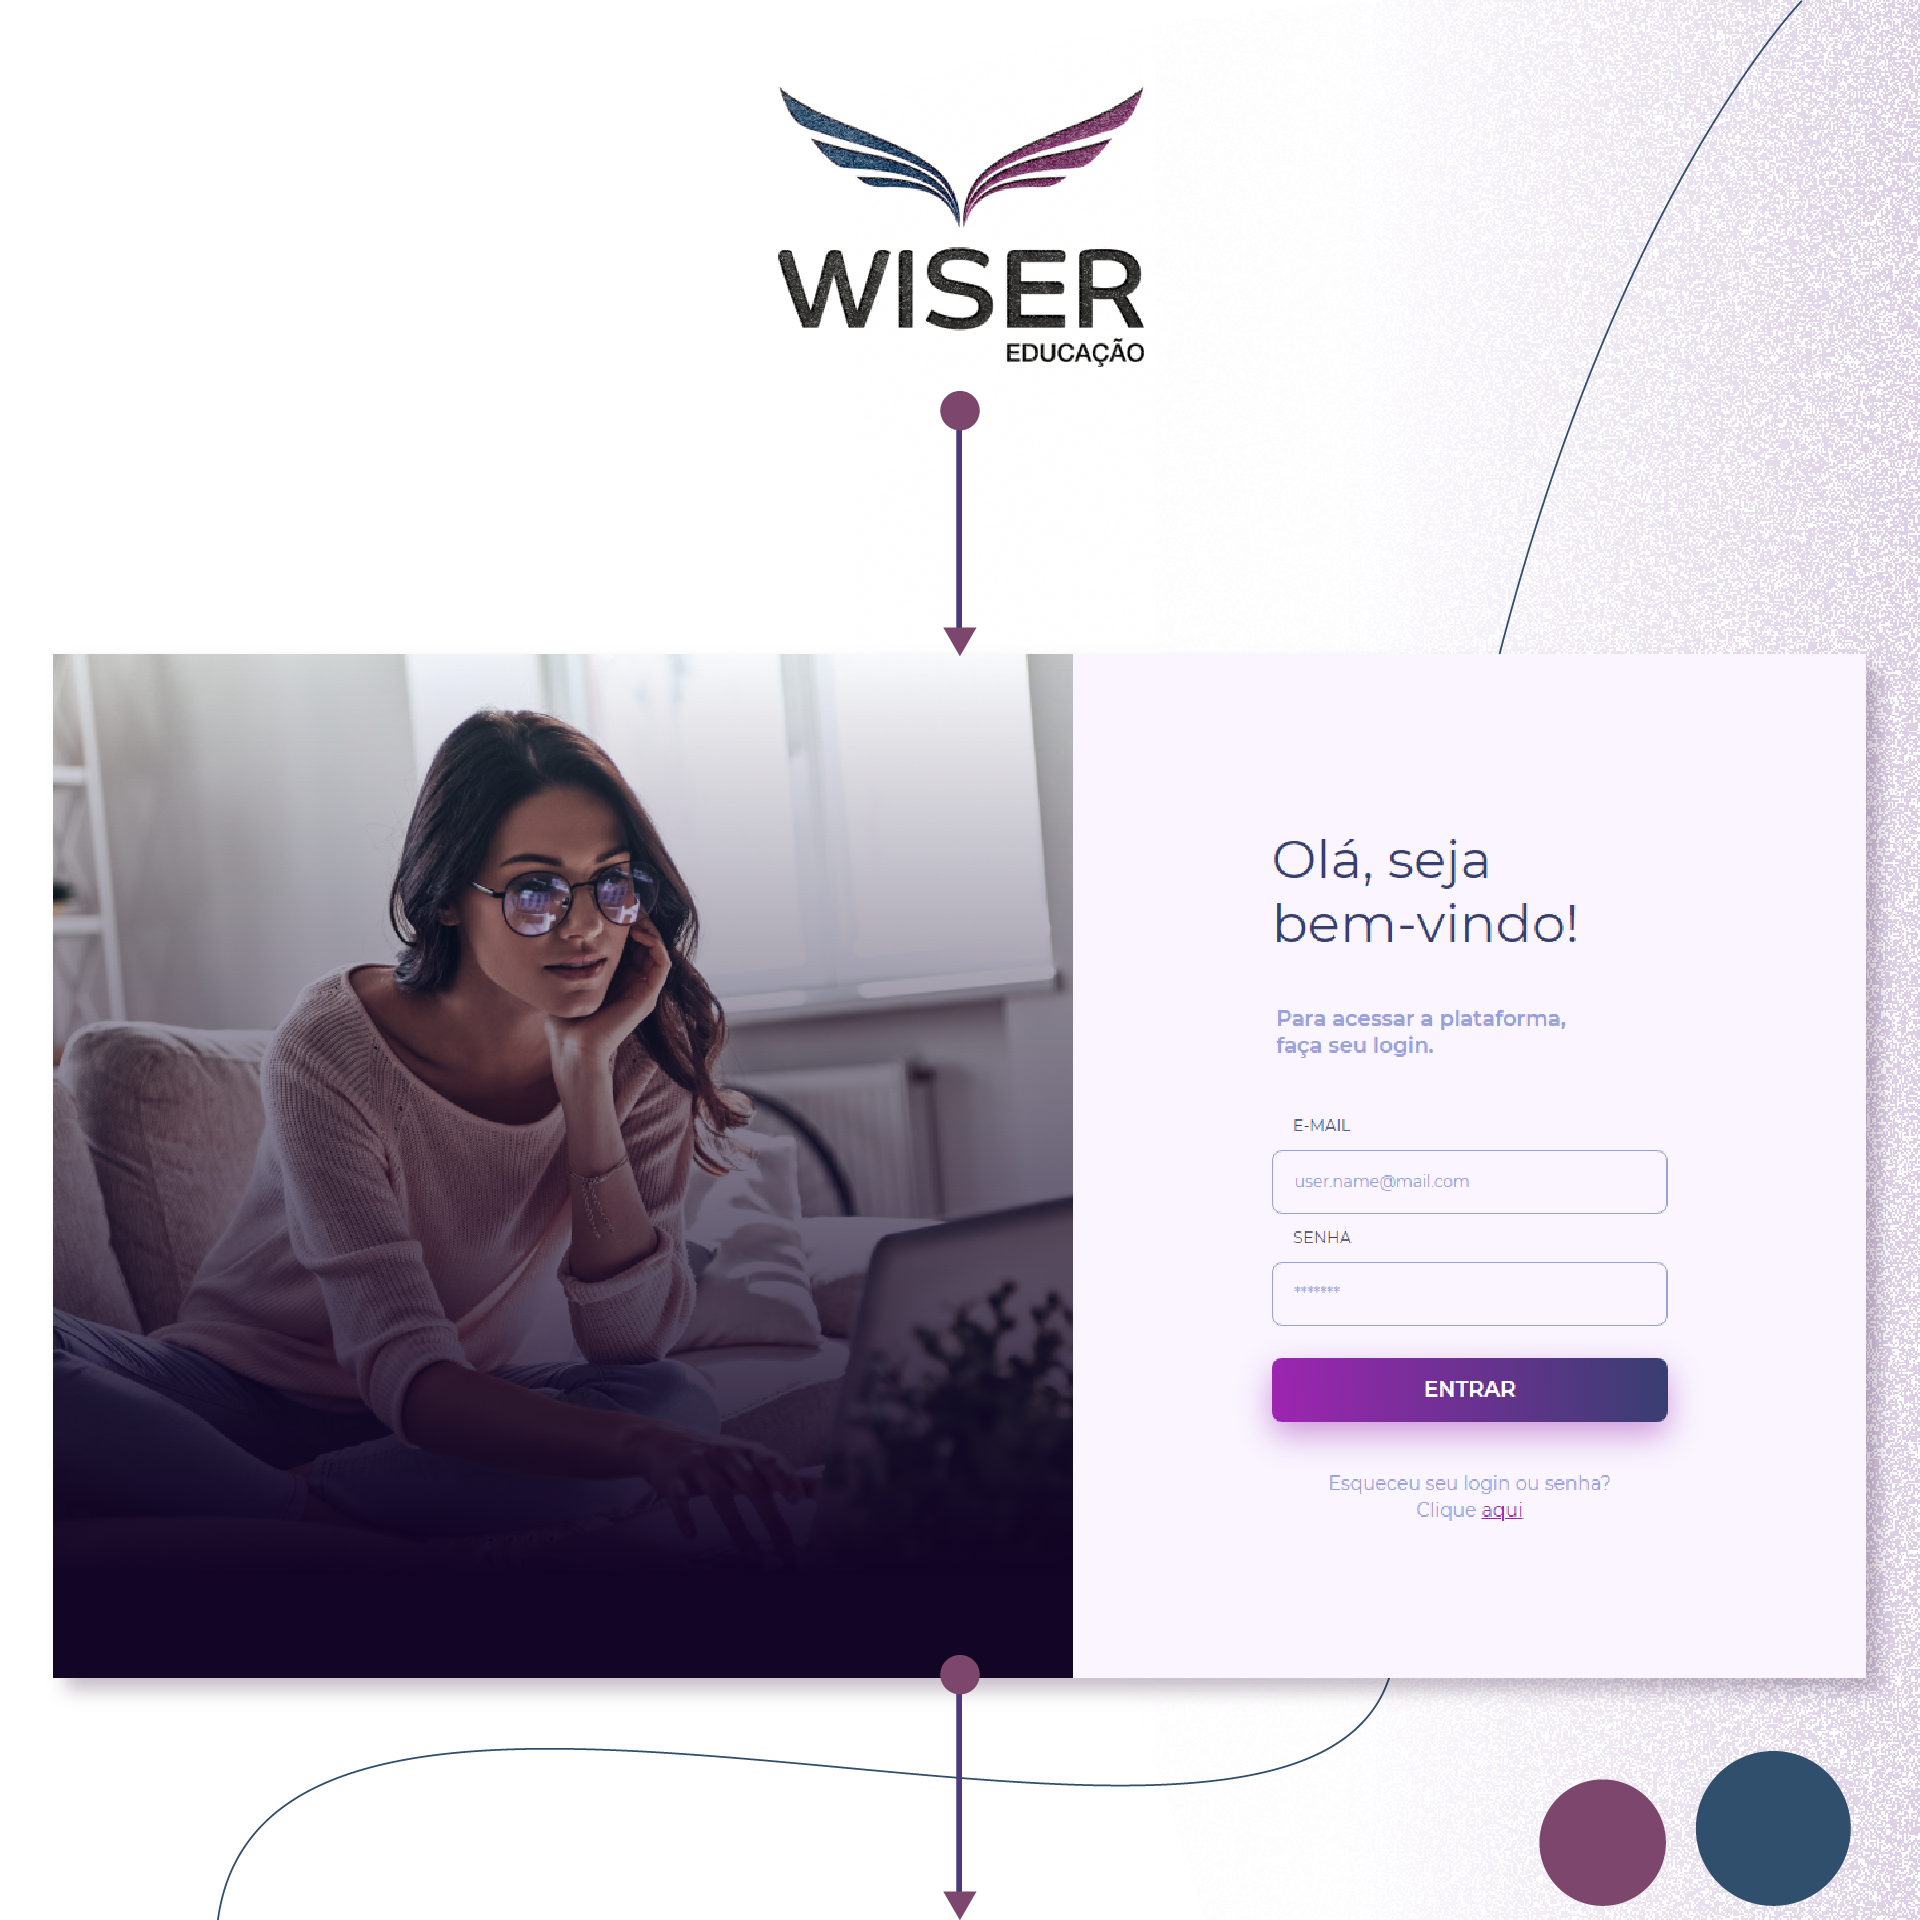 WISER
EDUCAÇÃO
Olá, seja
bem-vindo!
Para acessar a plataforma,
faça seu login.
E-MAIL
user.name@mail.com
SENHA
*******
ENTRAR
Esqueceu seu login ou senha?
Clique aqui